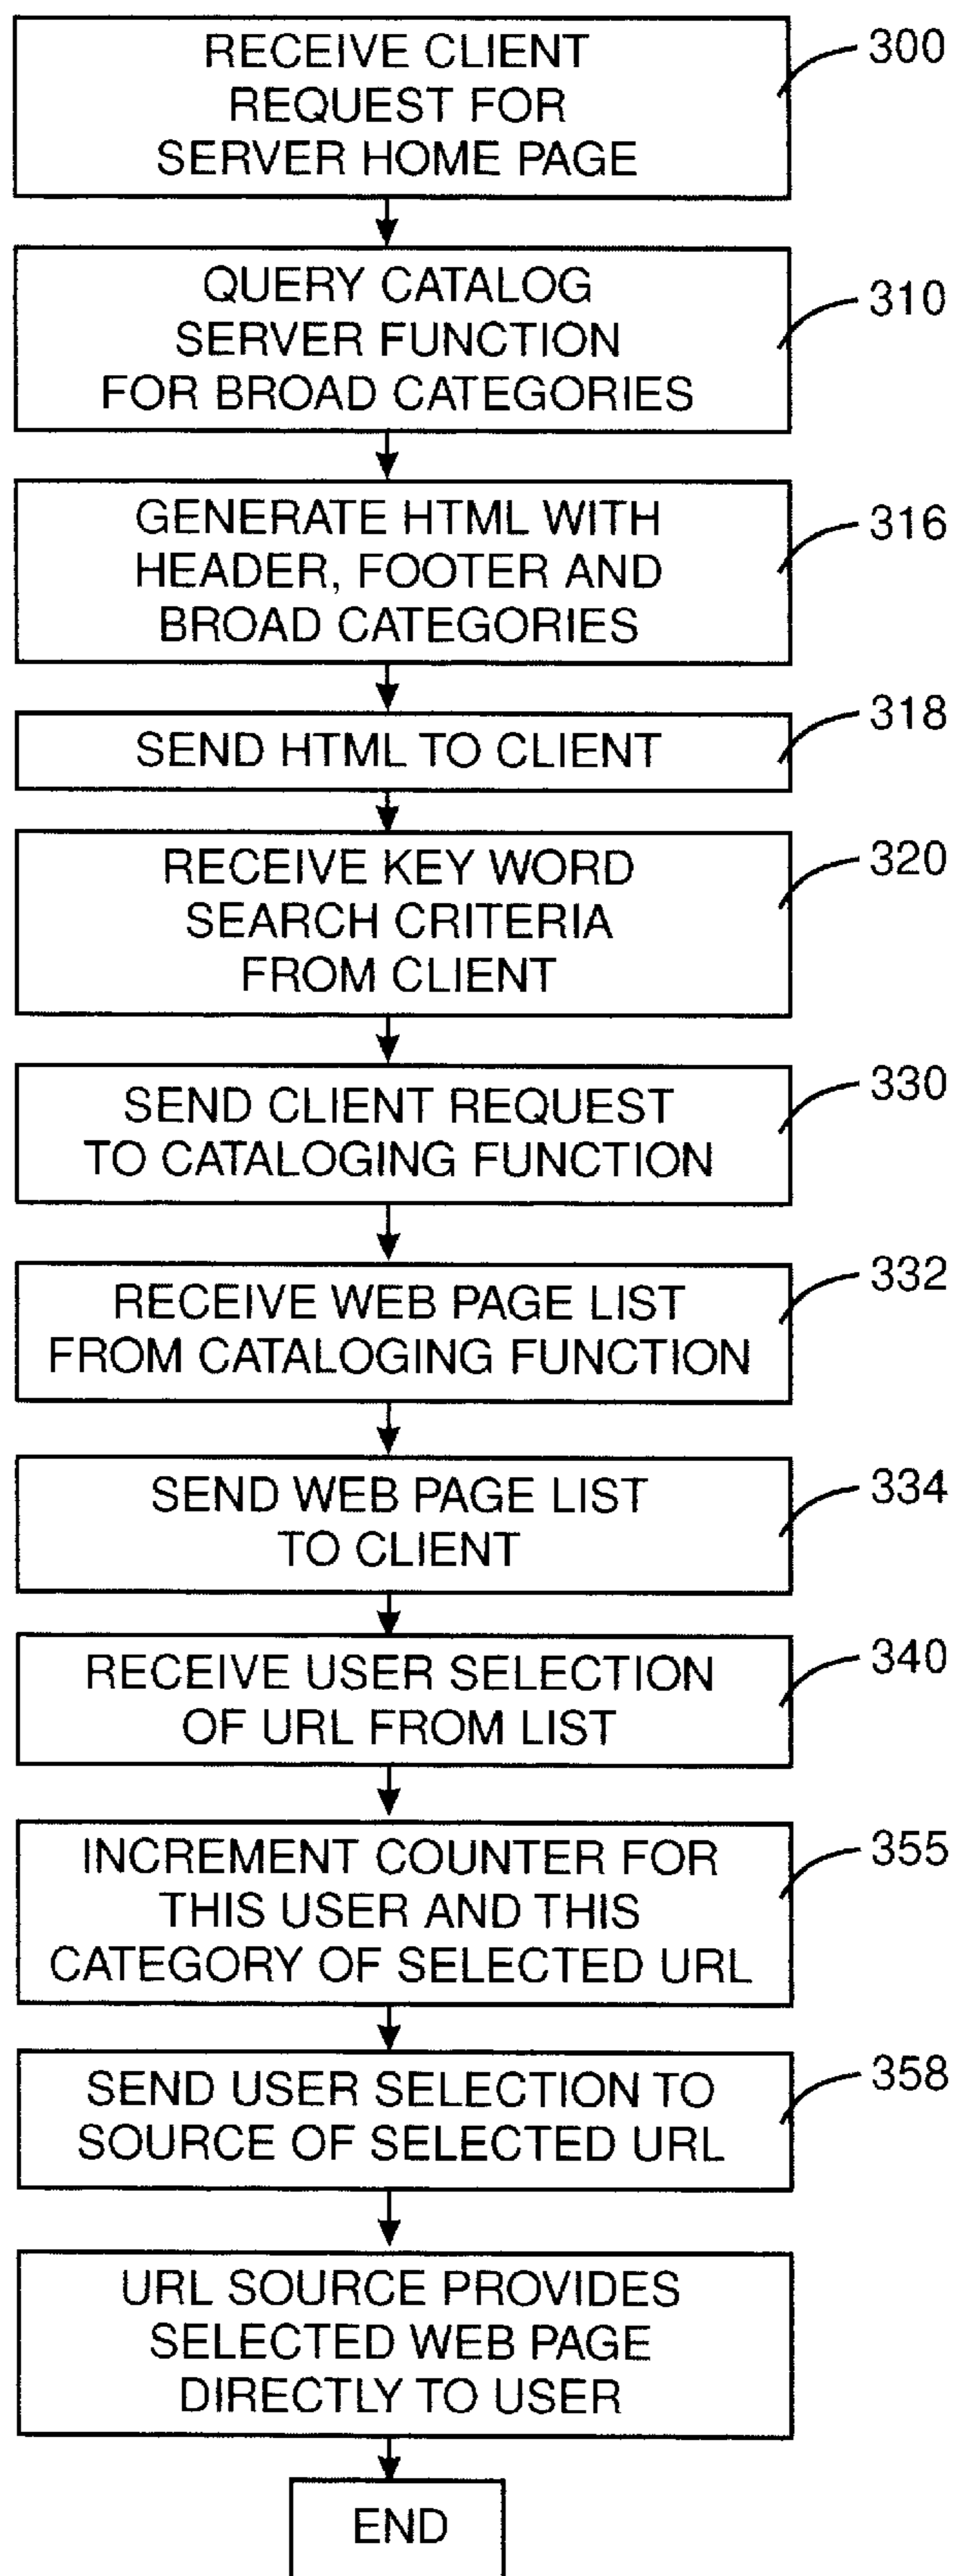 RECEIVE CLIENT
REQUEST FOR
SERVER HOME PAGE
300
QUERY CATALOG
SERVER FUNCTION
FOR BROAD CATEGORIES
310
GENERATE HTML WITH
HEADER, FOOTER AND
BROAD CATEGORIES
316
SEND HTML TO CLIENT
318
RECEIVE KEY WORD
SEARCH CRITERIA
FROM CLIENT
320
SEND CLIENT REQUEST
TO CATALOGING FUNCTION
330
RECEIVE WEB PAGE LIST
FROM CATALOGING FUNCTION
332
SEND WEB PAGE LIST
TO CLIENT
334
RECEIVE USER SELECTION
OF URL FROM LIST
340
INCREMENT COUNTER FOR
THIS USER AND THIS
CATEGORY OF SELECTED URL
355
SEND USER SELECTION TO
SOURCE OF SELECTED URL
358
URL SOURCE PROVIDES
SELECTED WEB PAGE
DIRECTLY TO USER
END